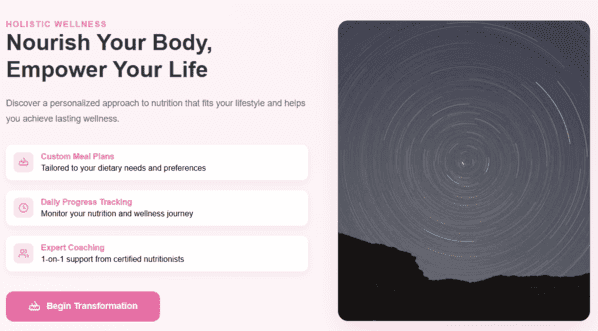 HOLISTIC WELLNESS
Nourish Your Body,
Empower Your Life
Discover a personalized approach to nutrition that fits your lifestyle and helps
you achieve lasting wellness.
Custom Meal Plans
Tailored to your dietary needs and preferences
Daily Progress Tracking
Monitor your nutrition and wellness journey
Expert Coaching
1-on-1 support from certified nutritionists
Begin Transformation